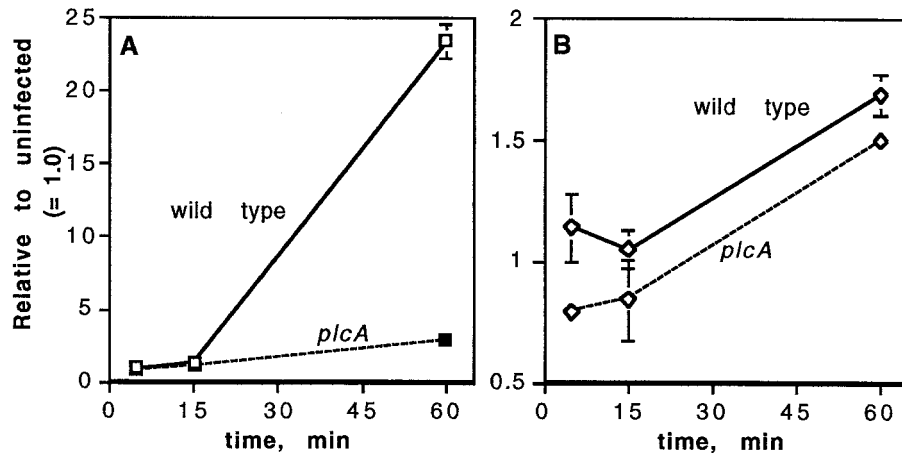 A
25
20
15
10
5
0
Relative to uninfected
(= 1.0)
wild type
plcA
0 15 30 45 60
time, min
B
2
1.5
1
0.5
wild type
plcA
0 15 30 45 60
time, min